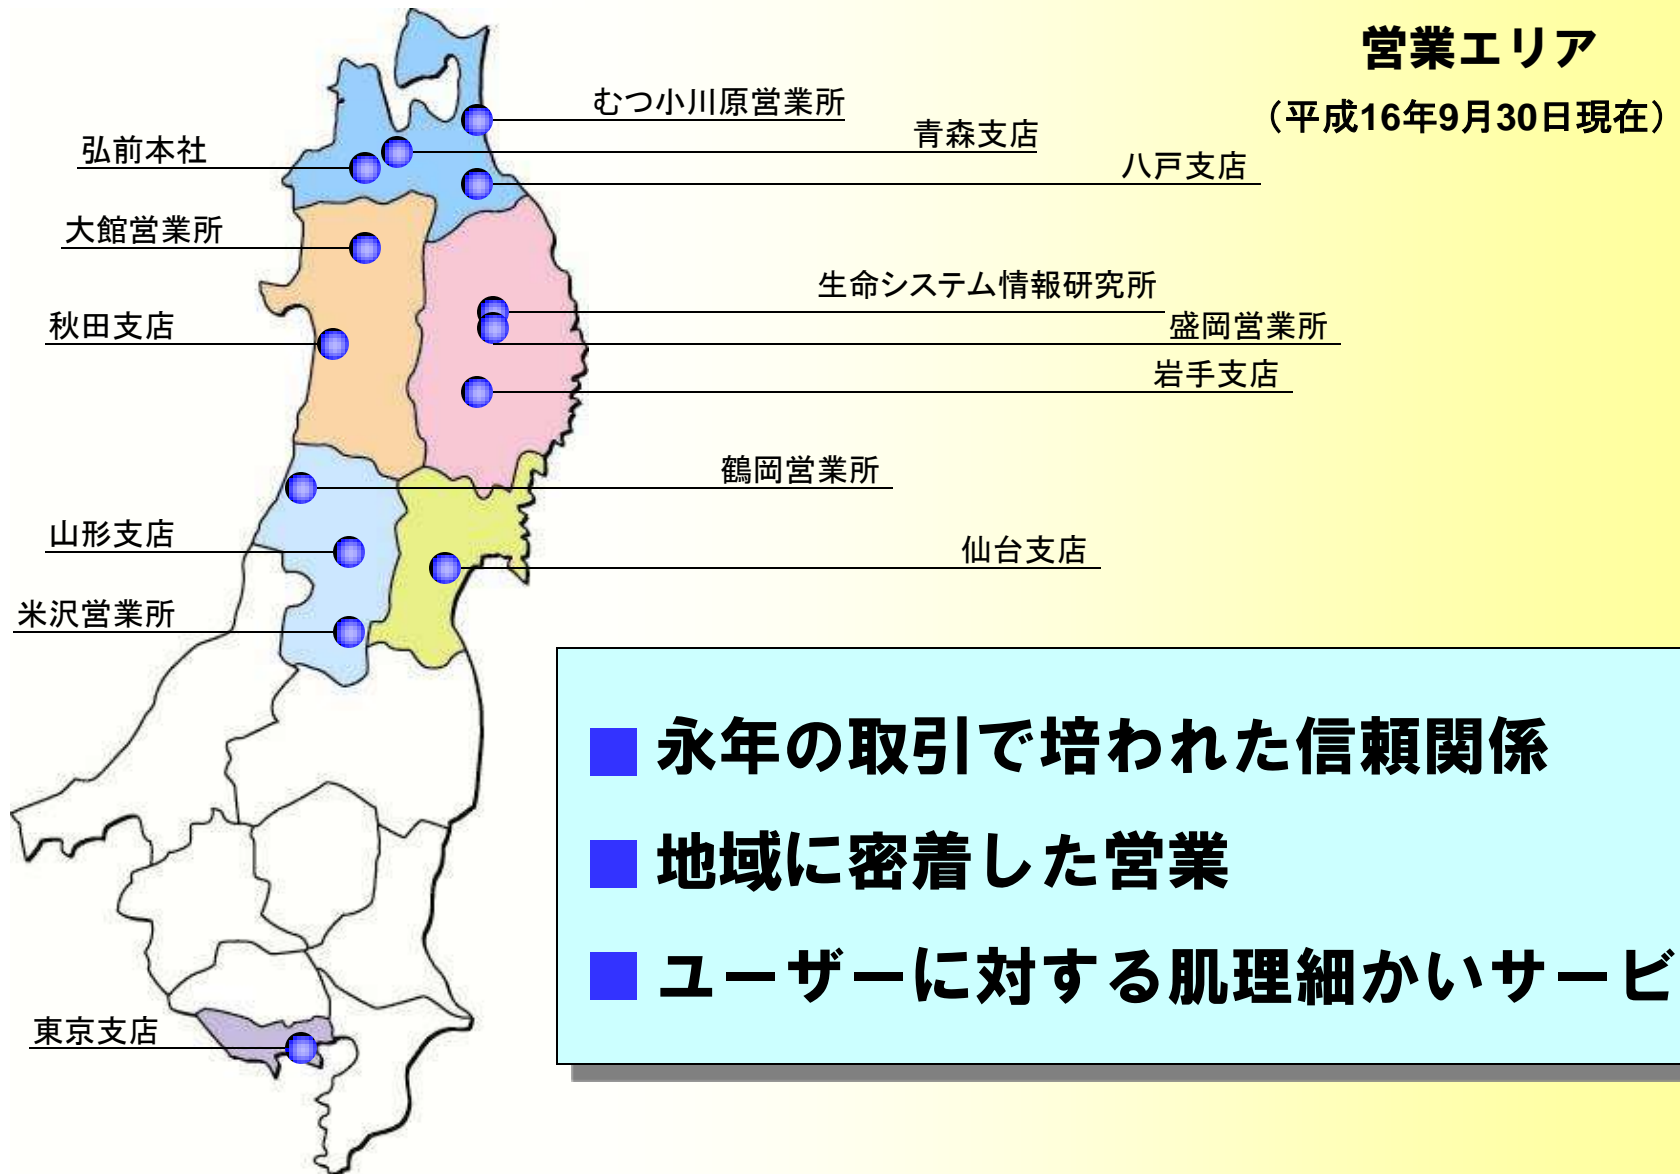 営業エリア
（平成16年9月30日現在）
むつ小川原営業所
青森支店
弘前本社
八戸支店
大館営業所
生命システム情報研究所
秋田支店
盛岡営業所
岩手支店
鶴岡営業所
山形支店
仙台支店
米沢営業所
■ 永年の取引で培われた信頼関係
■ 地域に密着した営業
■ ユーザーに対する肌理細かいサービ
東京支店